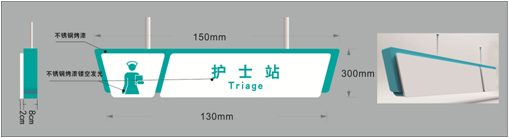 150mm
不锈钢烤漆
不锈钢烤漆镂空发光
护士站
Triage
300mm
8cm
2cm
130mm